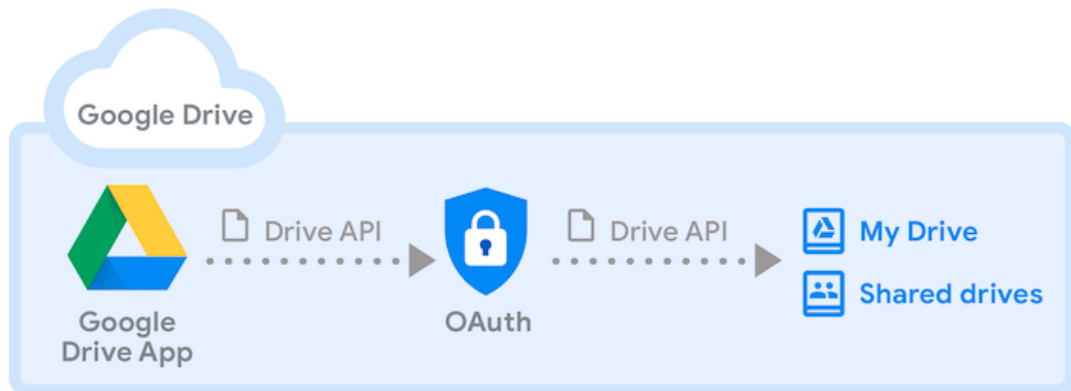 Google Drive
Drive API
Drive API
My Drive
Shared drives
Google
Drive App
OAuth